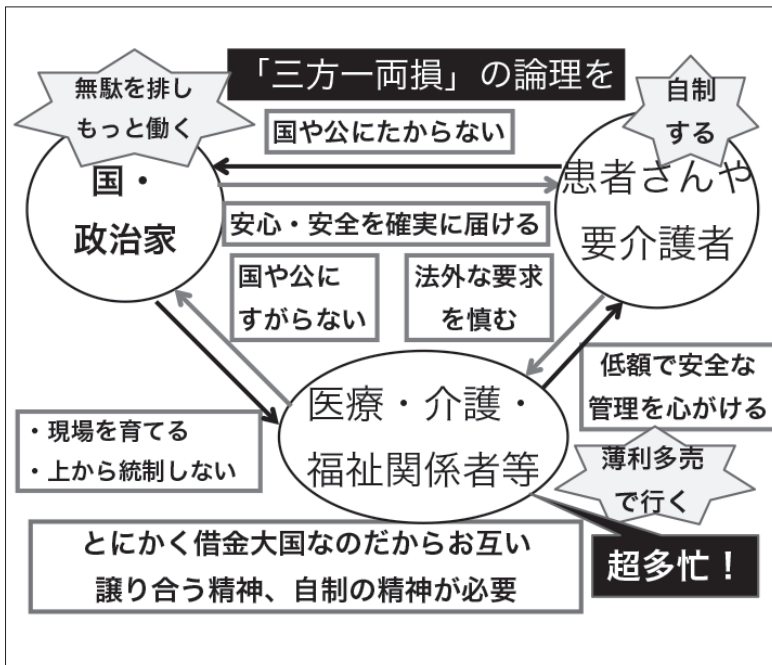 「三方一両損」の論理を
無駄を排し
もっと働く
自制
する
国や公にたからない
国・
政治家
患者さんや
要介護者
安心・安全を確実に届ける
国や公に
すがらない
法外な要求
を慎む
低額で安全な
管理を心がける
医療・介護・
福祉関係者等
・現場を育てる
・上から統制しない
薄利多売
で行く
とにかく借金大国なのだからお互い
譲り合う精神、自制の精神が必要
超多忙！